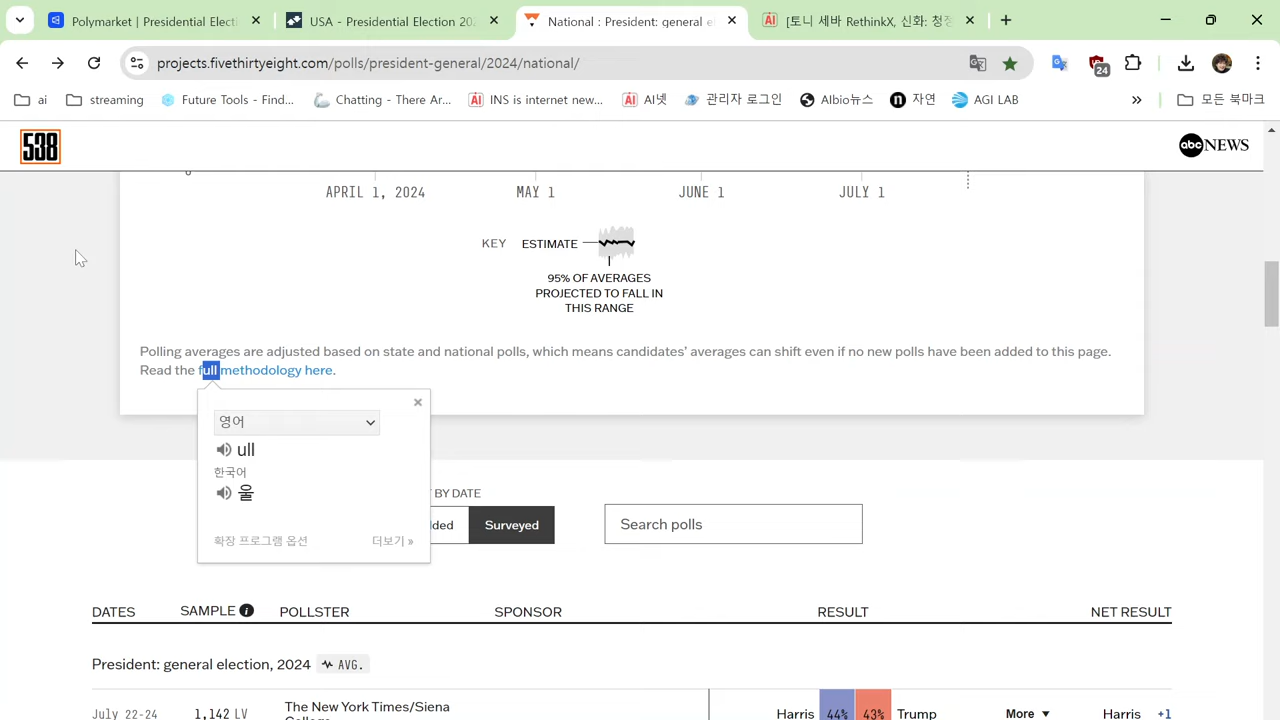 Polymarket | Presidential Electi
USA - Presidential Election 202
National : President: general el
[토니 세바 RethinkX, 신화: 청정
projects.fivethirtyeight.com/polls/president-general/2024/national/
24
ai
streaming
Future Tools - Find...
Chatting - There Ar...
INS is internet new...
AI넷
관리자 로그인
AIbio뉴스
자연
AGI LAB
모든 북마크
538
abc NEWS
APRIL 1, 2024
MAY 1
JUNE 1
JULY 1
KEY
ESTIMATE
95% OF AVERAGES
PROJECTED TO FALL IN
THIS RANGE
Polling averages are adjusted based on state and national polls, which means candidates’ averages can shift even if no new polls have been added to this page.
Read the full methodology here.
영어
ull
한국어
울
확장 프로그램 옵션
더보기 »
BY DATE
dded
Surveyed
Search polls
DATES
SAMPLE
POLLSTER
SPONSOR
RESULT
NET RESULT
President: general election, 2024
AVG.
July 22-24
1,142 LV
The New York Times/Siena
College
Harris
44%
43%
Trump
More
Harris
+1